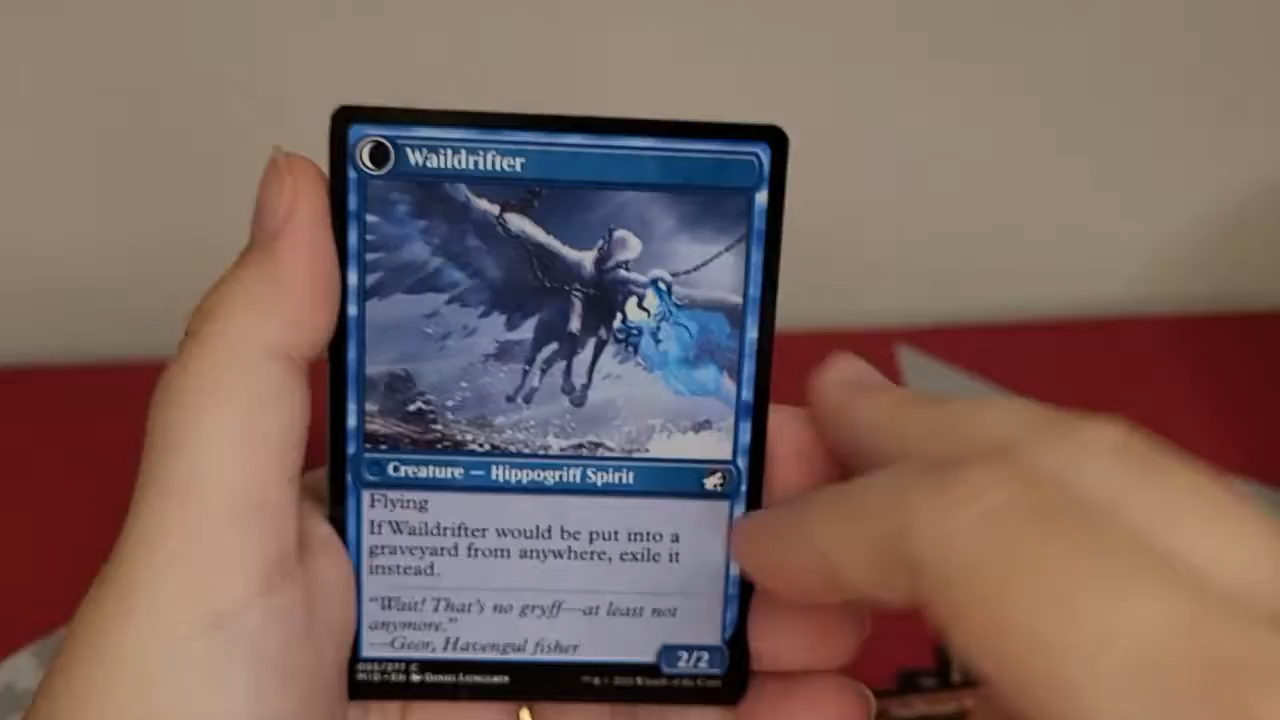 Waildrifter
Creature — Hippogriff Spirit
Flying
If Waildrifter would be put into a
graveyard from anywhere, exile it
instead.
"Wait! That's no gryff—at least not
anymore."
—Geor, Havengul fisher
2/2